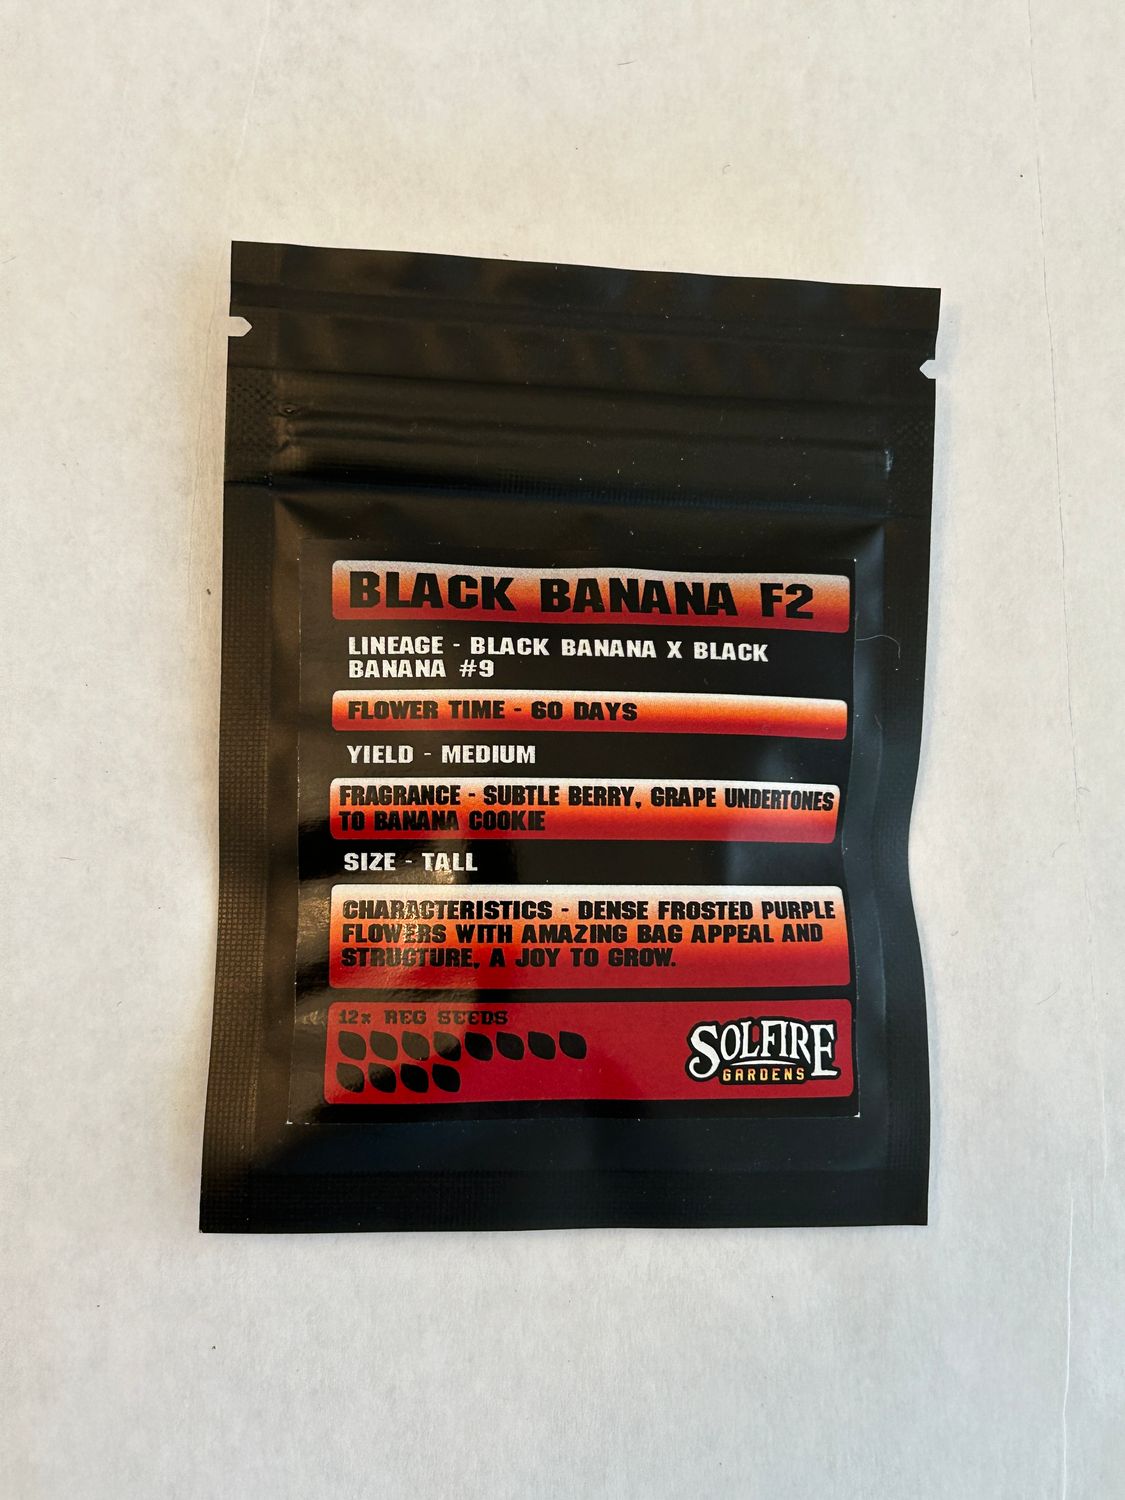 BLACK BANANA F2
LINEAGE - BLACK BANANA X BLACK
BANANA #9
FLOWER TIME - 60 DAYS
YIELD - MEDIUM
FRAGRANCE - SUBTLE BERRY, GRAPE UNDERTONES
TO BANANA COOKIE
SIZE - TALL
CHARACTERISTICS - DENSE FROSTED PURPLE
FLOWERS WITH AMAZING BAG APPEAL AND
STRUCTURE, A JOY TO GROW.
12x REG SEEDS
SOLFIRE
GARDENS